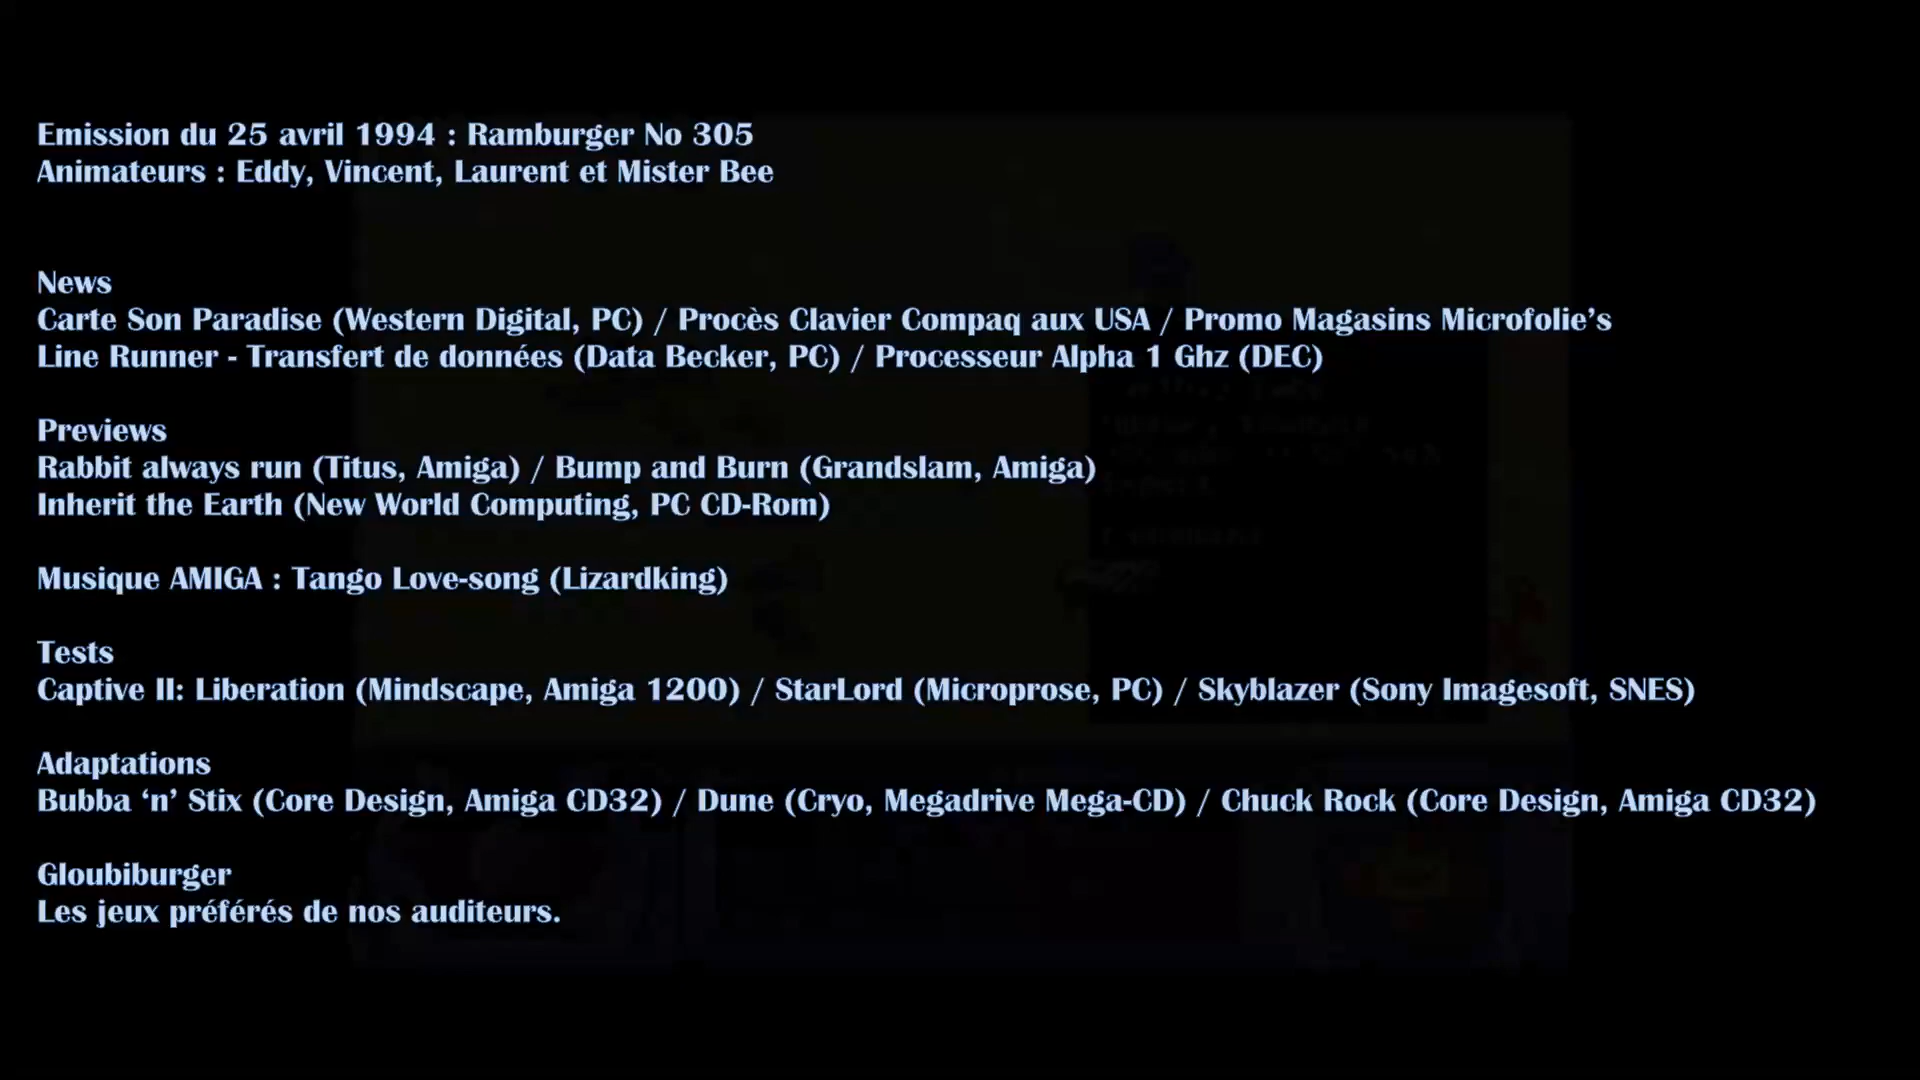 Emission du 25 avril 1994 : Ramburger No 305
Animateurs : Eddy, Vincent, Laurent et Mister Bee
News
Carte Son Paradise (Western Digital, PC) / Procès Clavier Compaq aux USA / Promo Magasins Microfolie’s
Line Runner - Transfert de données (Data Becker, PC) / Processeur Alpha 1 Ghz (DEC)
Previews
Rabbit always run (Titus, Amiga) / Bump and Burn (Grandslam, Amiga)
Inherit the Earth (New World Computing, PC CD-Rom)
Musique AMIGA : Tango Love-song (Lizardking)
Tests
Captive II: Liberation (Mindscape, Amiga 1200) / StarLord (Microprose, PC) / Skyblazer (Sony Imagesoft, SNES)
Adaptations
Bubba ‘n’ Stix (Core Design, Amiga CD32) / Dune (Cryo, Megadrive Mega-CD) / Chuck Rock (Core Design, Amiga CD32)
Gloubiburger
Les jeux préférés de nos auditeurs.